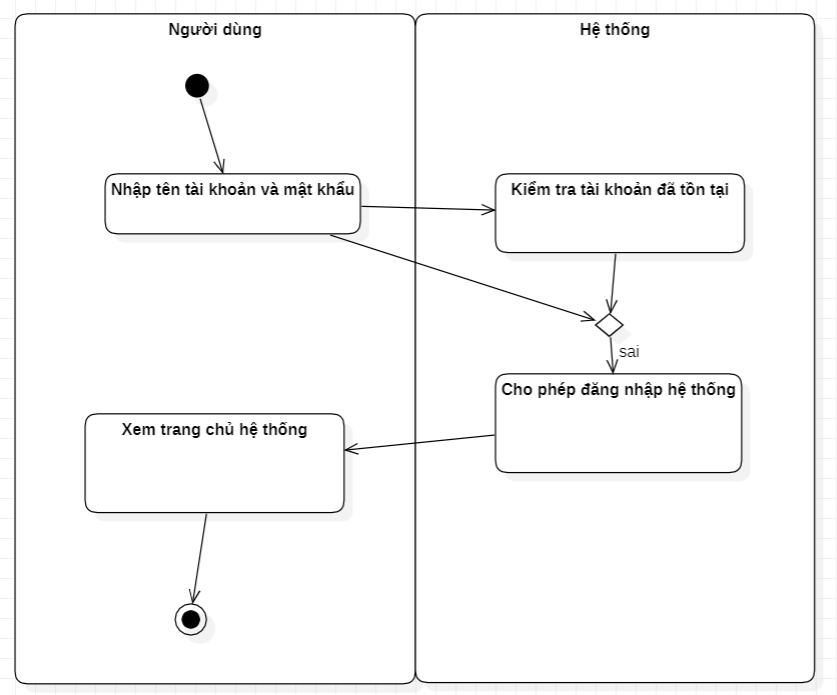 Người dùng
Hệ thống
Nhập tên tài khoản và mật khẩu
Kiểm tra tài khoản đã tồn tại
sai
Cho phép đăng nhập hệ thống
Xem trang chủ hệ thống